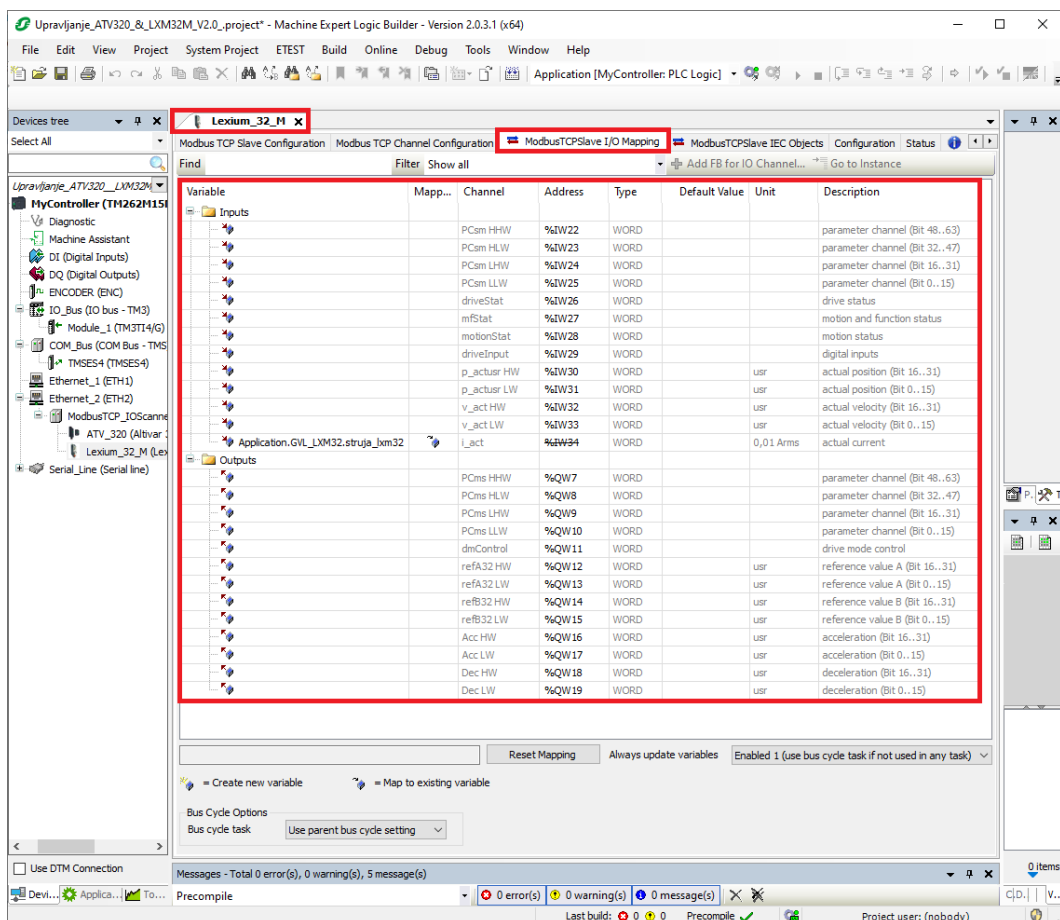 Upravljanje_ATV320_&_LXM32M_V2.0_.project* - Machine Expert Logic Builder - Version 2.0.3.1 (x64)
File Edit View Project System Project ETEST Build Online Debug Tools Window Help
Application [MyController: PLC Logic]
Devices tree
Select All
Upravljanje_ATV320__LXM32M
MyController (TM262M15
Diagnostic
Machine Assistant
DI (Digital Inputs)
DQ (Digital Outputs)
ENCODER (ENC)
IO_Bus (IO bus - TM3)
Module_1 (TM3TI4/G)
COM_Bus (COM Bus - TMS
TMSES4 (TMSES4)
Ethernet_1 (ETH1)
Ethernet_2 (ETH2)
ModbusTCP_IOScanne
ATV_320 (Altivar
Lexium_32_M (Lex
Serial_Line (Serial line)
Use DTM Connection
Devi... Applica... To...
Lexium_32_M
Modbus TCP Slave Configuration Modbus TCP Channel Configuration ModbusTCPSlave I/O Mapping ModbusTCPSlave IEC Objects Configuration Status
Find Filter Show all Add FB for IO Channel... Go to Instance
Variable Mapp... Channel Address Type Default Value Unit Description
Inputs
PCsm HHW %IW22 WORD parameter channel (Bit 48..63)
PCsm HLW %IW23 WORD parameter channel (Bit 32..47)
PCsm LHW %IW24 WORD parameter channel (Bit 16..31)
PCsm LLW %IW25 WORD parameter channel (Bit 0..15)
driveStat %IW26 WORD drive status
mfStat %IW27 WORD motion and function status
motionStat %IW28 WORD motion status
driveInput %IW29 WORD digital inputs
p_actusr HW %IW30 WORD usr actual position (Bit 16..31)
p_actusr LW %IW31 WORD usr actual position (Bit 0..15)
v_act HW %IW32 WORD usr actual velocity (Bit 16..31)
v_act LW %IW33 WORD usr actual velocity (Bit 0..15)
Application.GVL_LXM32.struja_lxm32 i_act %IW34 WORD 0,01 Arms actual current
Outputs
PCms HHW %QW7 WORD parameter channel (Bit 48..63)
PCms HLW %QW8 WORD parameter channel (Bit 32..47)
PCms LHW %QW9 WORD parameter channel (Bit 16..31)
PCms LLW %QW10 WORD parameter channel (Bit 0..15)
dmControl %QW11 WORD drive mode control
refA32 HW %QW12 WORD usr reference value A (Bit 16..31)
refA32 LW %QW13 WORD usr reference value A (Bit 0..15)
refB32 HW %QW14 WORD usr reference value B (Bit 16..31)
refB32 LW %QW15 WORD usr reference value B (Bit 0..15)
Acc HW %QW16 WORD usr acceleration (Bit 16..31)
Acc LW %QW17 WORD usr acceleration (Bit 0..15)
Dec HW %QW18 WORD usr deceleration (Bit 16..31)
Dec LW %QW19 WORD usr deceleration (Bit 0..15)
Reset Mapping Always update variables Enabled 1 (use bus cycle task if not used in any task)
= Create new variable = Map to existing variable
Bus Cycle Options
Bus cycle task Use parent bus cycle setting
Messages - Total 0 error(s), 0 warning(s), 5 message(s)
Precompile 0 error(s) 0 warning(s) 0 message(s)
Last build: 0 0 Precompile Project user: (nobody)
P.. T
0 items
C.D.. V..